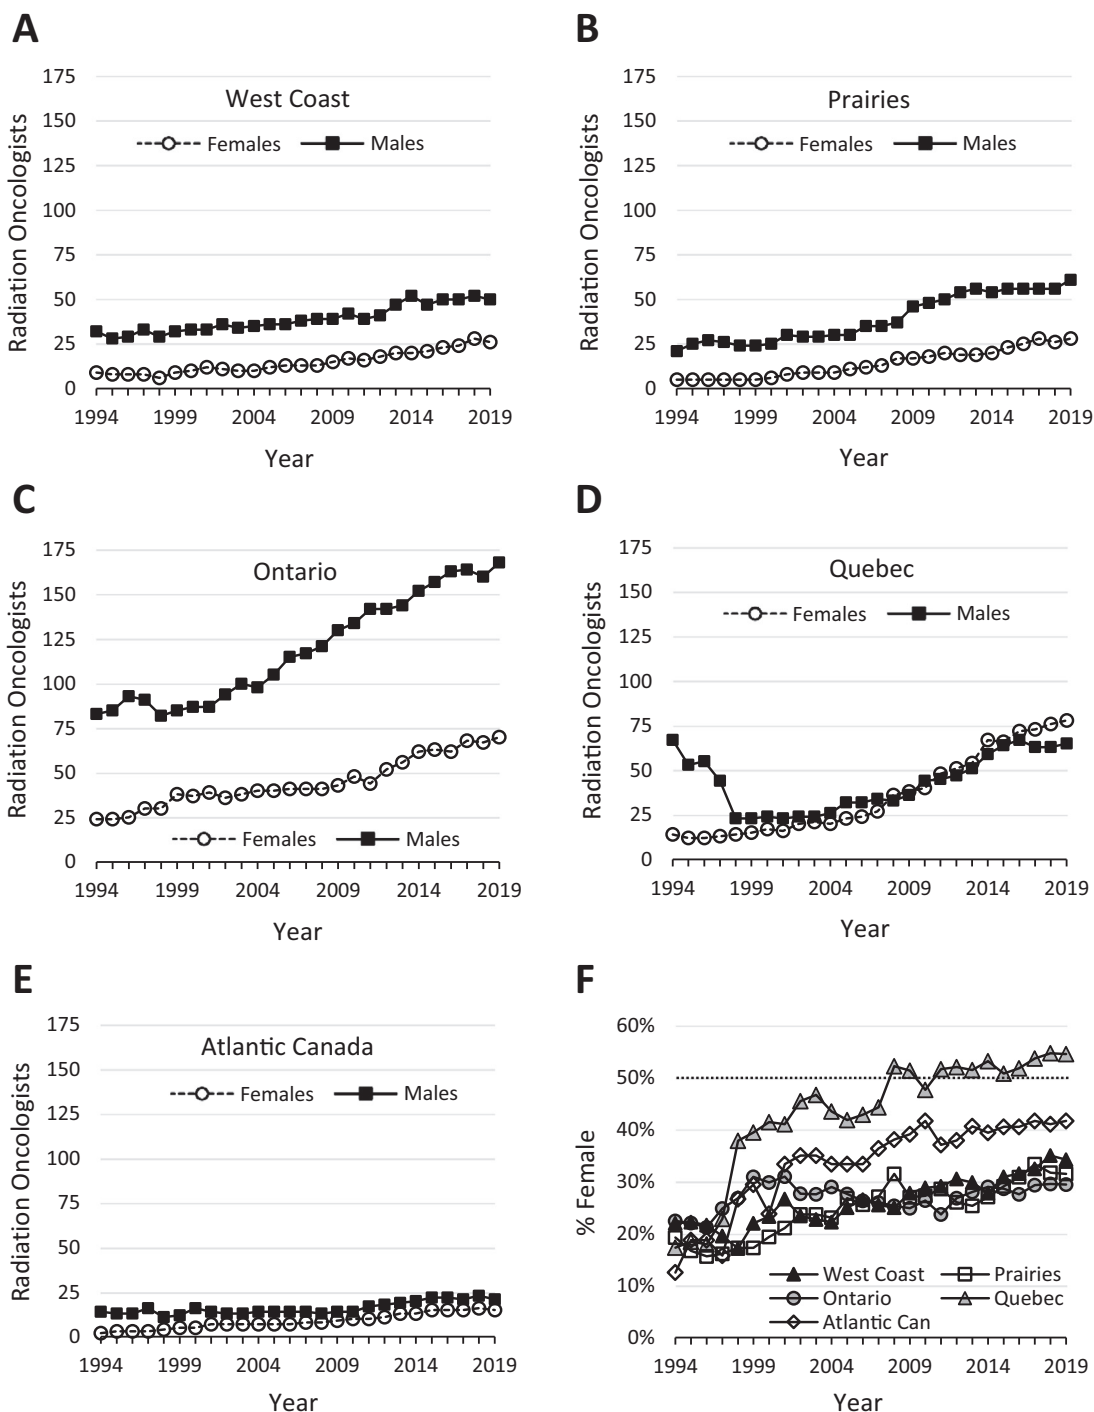 A
Radiation Oncologists
175
150
125
100
75
50
25
0
West Coast
Females Males
1994 1999 2004 2009 2014 2019
Year
B
Radiation Oncologists
175
150
125
100
75
50
25
0
Prairies
Females Males
1994 1999 2004 2009 2014 2019
Year
C
Radiation Oncologists
175
150
125
100
75
50
25
0
Ontario
Females Males
1994 1999 2004 2009 2014 2019
Year
D
Radiation Oncologists
175
150
125
100
75
50
25
0
Quebec
Females Males
1994 1999 2004 2009 2014 2019
Year
E
Radiation Oncologists
175
150
125
100
75
50
25
0
Atlantic Canada
Females Males
1994 1999 2004 2009 2014 2019
Year
F
% Female
60%
50%
40%
30%
20%
10%
0%
West Coast Prairies
Ontario Quebec
Atlantic Can
1994 1999 2004 2009 2014 2019
Year